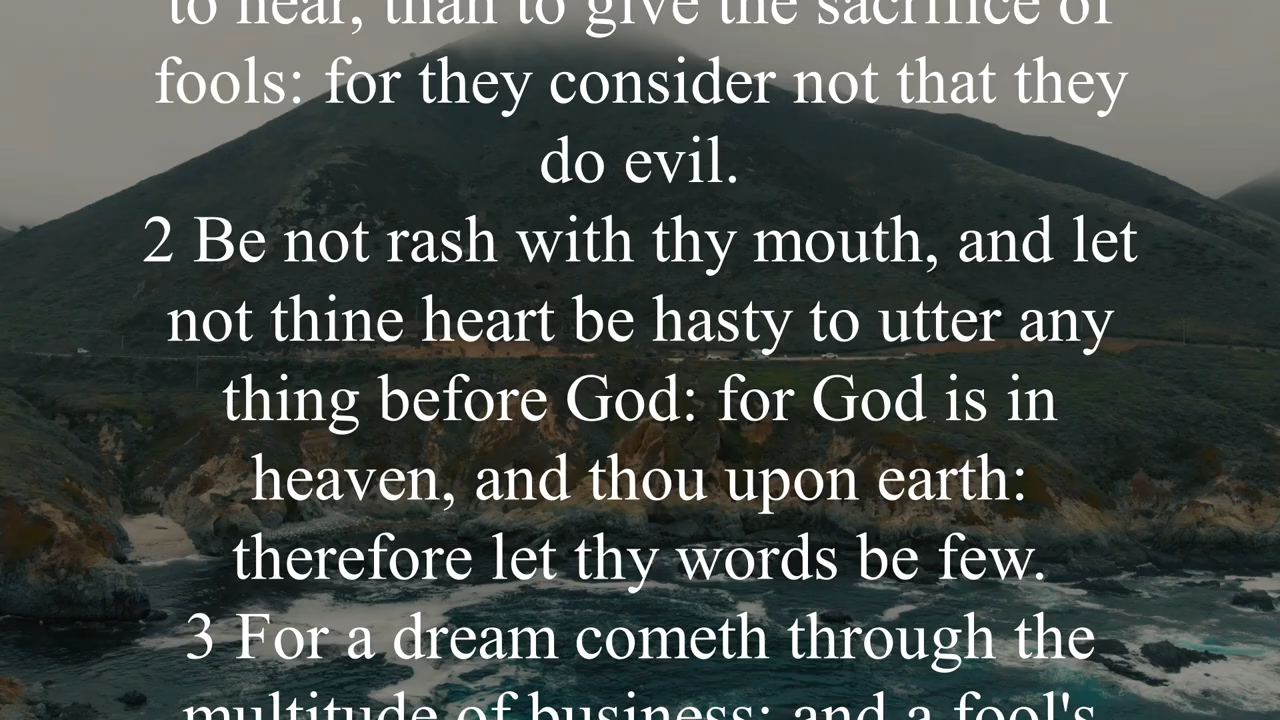 to hear, than to give the sacrifice of
fools: for they consider not that they
do evil.
2 Be not rash with thy mouth, and let
not thine heart be hasty to utter any
thing before God: for God is in
heaven, and thou upon earth:
therefore let thy words be few.
3 For a dream cometh through the
multitude of business; and a fool's